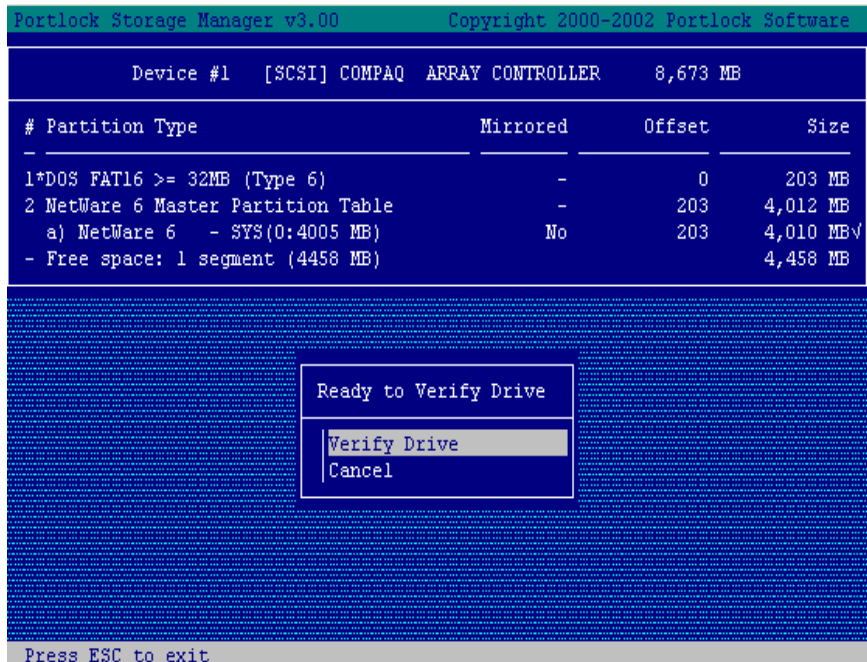 Portlock Storage Manager v3.00 Copyright 2000-2002 Portlock Software
Device #1 [SCSI] COMPAQ ARRAY CONTROLLER 8,673 MB
# Partition Type Mirrored Offset Size
1*DOS FAT16 >= 32MB (Type 6) - 0 203 MB
2 NetWare 6 Master Partition Table - 203 4,012 MB
a) NetWare 6 - SYS(0:4005 MB) No 203 4,010 MB√
- Free space: 1 segment (4458 MB) 4,458 MB
Ready to Verify Drive
Verify Drive
Cancel
Press ESC to exit